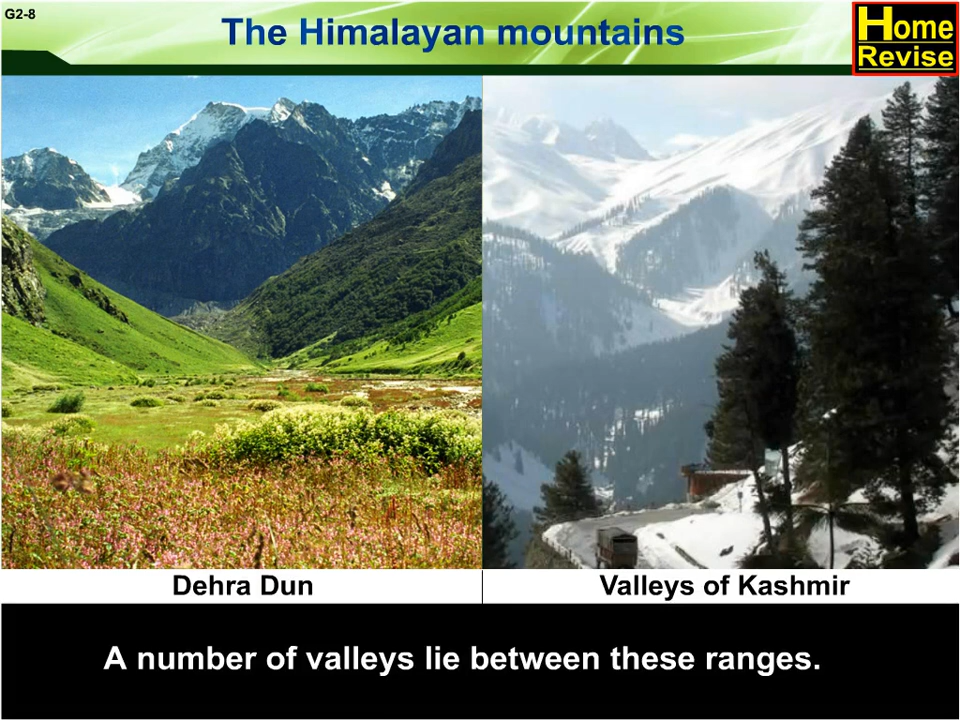 G2-8
The Himalayan mountains
Home
Revise
Dehra Dun
Valleys of Kashmir
A number of valleys lie between these ranges.